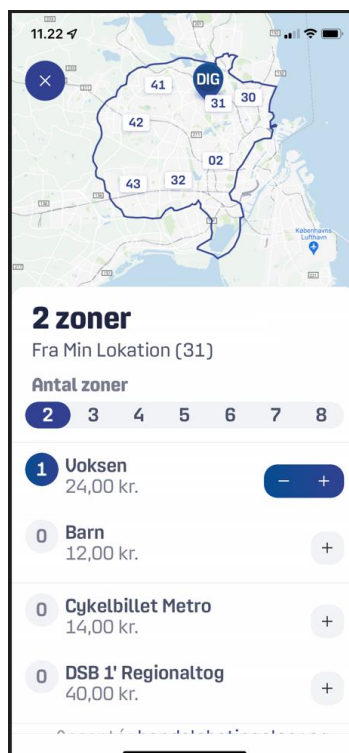 11.22
41
DIG
31
30
42
02
43
32
Københavns
Lufthavn
2 zoner
Fra Min Lokation (31)
Antal zoner
2 3 4 5 6 7 8
1 Voksen
24,00 kr.
− +
0 Barn
12,00 kr.
+
0 Cykelbillet Metro
14,00 kr.
+
0 DSB 1' Regionaltog
40,00 kr.
+